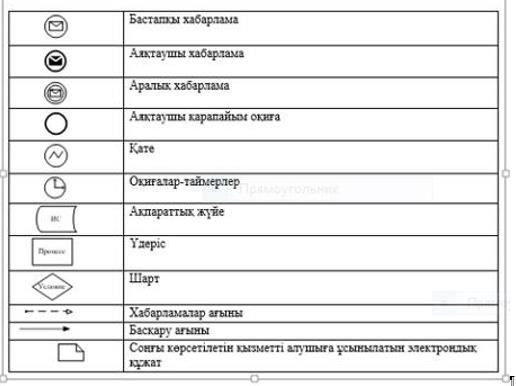 Бастапқы хабарлама
Аяқтаушы хабарлама
Аралық хабарлама
Аяқтаушы қарапайым оқиға
Қате
Оқиғалар-таймерлер
Прямоугольник
ИС
Ақпараттық жүйе
Процесс
Үдеріс
Условие
Шарт
Хабарламалар ағыны
Басқару ағыны
Соңғы көрсетілетін қызметті алушыға ұсынылатын электрондық
құжат